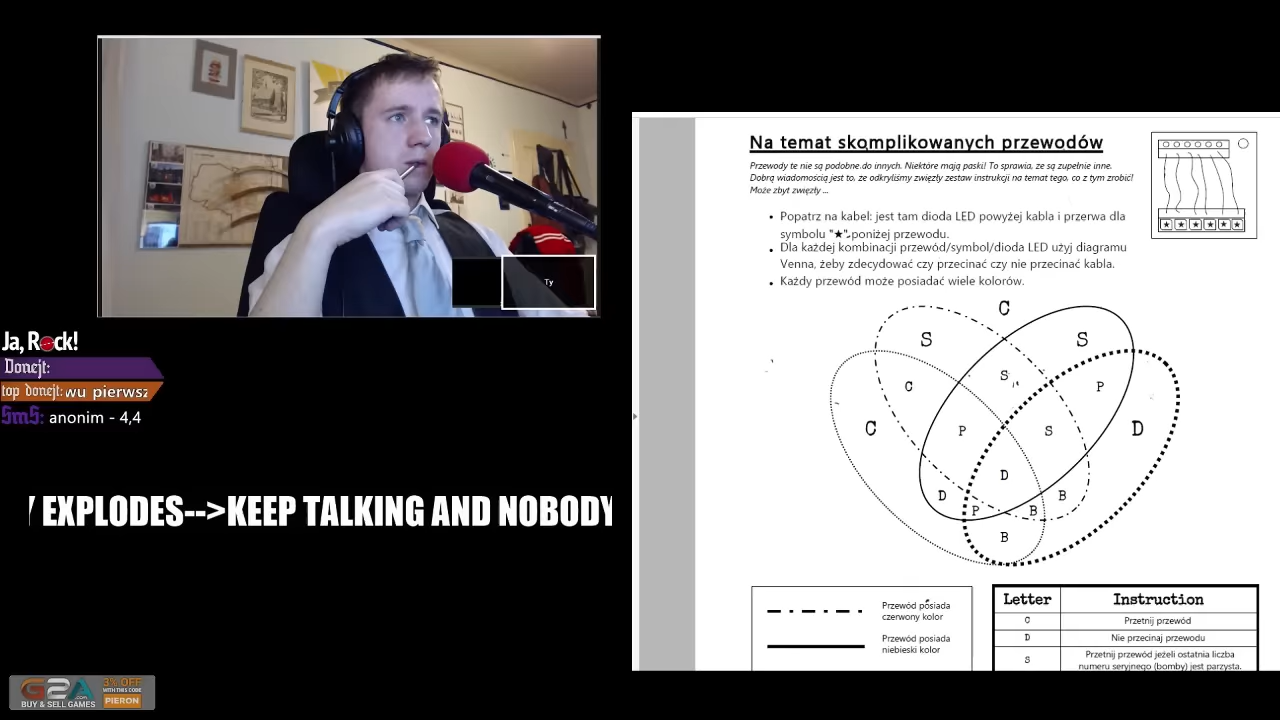 Ty
Ja, Rock!
Donejt:
top donejt: wu pierwsz
SmS: anonim - 4,4
EXPLODES-->KEEP TALKING AND NOBODY
G2A.COM
BUY & SELL GAMES
3% OFF
WITH THIS CODE
PIERON
Na temat skomplikowanych przewodów
Przewody te nie są podobne do innych. Niektóre mają paski! To sprawia, ze są zupełnie inne.
Dobrą wiadomością jest to, ze odkryliśmy zwięzły zestaw instrukcji na temat tego, co z tym zrobić!
Może zbyt zwięzły ...
• Popatrz na kabel: jest tam dioda LED powyżej kabla i przerwa dla
symbolu "★" poniżej przewodu.
• Dla każdej kombinacji przewód/symbol/dioda LED użyj diagramu
Venna, żeby zdecydować czy przecinać czy nie przecinać kabla.
• Każdy przewód może posiadać wiele kolorów.
C
S
S
S
C
P
C
P
S
D
D
D
B
P
B
B
Przewód posiada
czerwony kolor
Przewód posiada
niebieski kolor
Letter Instruction
C Przetnij przewód
D Nie przecinaj przewodu
S Przetnij przewód jeżeli ostatnia liczba
numeru seryjnego (bomby) jest parzysta.